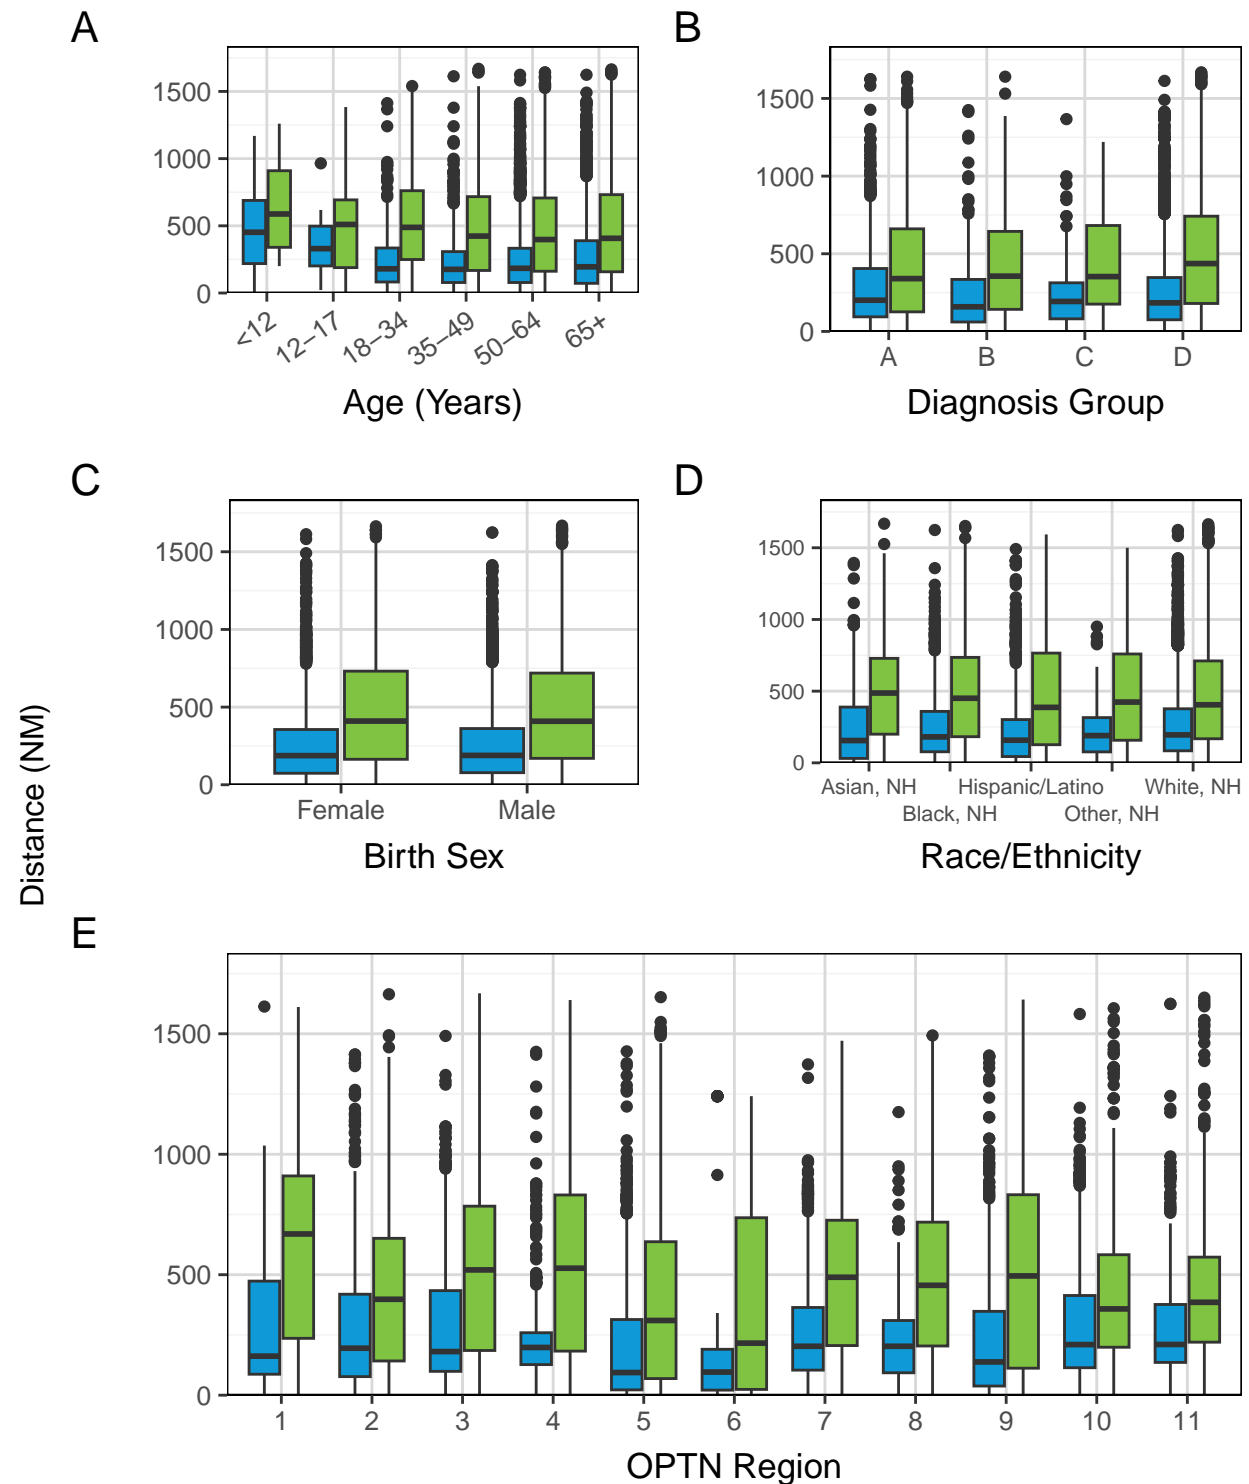 A
1500
1000
500
0
<12
12–17
18–34
35–49
50–64
65+
Age (Years)
B
1500
1000
500
0
A
B
C
D
Diagnosis Group
C
1500
1000
500
0
Female
Male
Birth Sex
D
1500
1000
500
0
Asian, NH
Hispanic/Latino
White, NH
Black, NH
Other, NH
Race/Ethnicity
Distance (NM)
E
1500
1000
500
0
1
2
3
4
5
6
7
8
9
10
11
OPTN Region